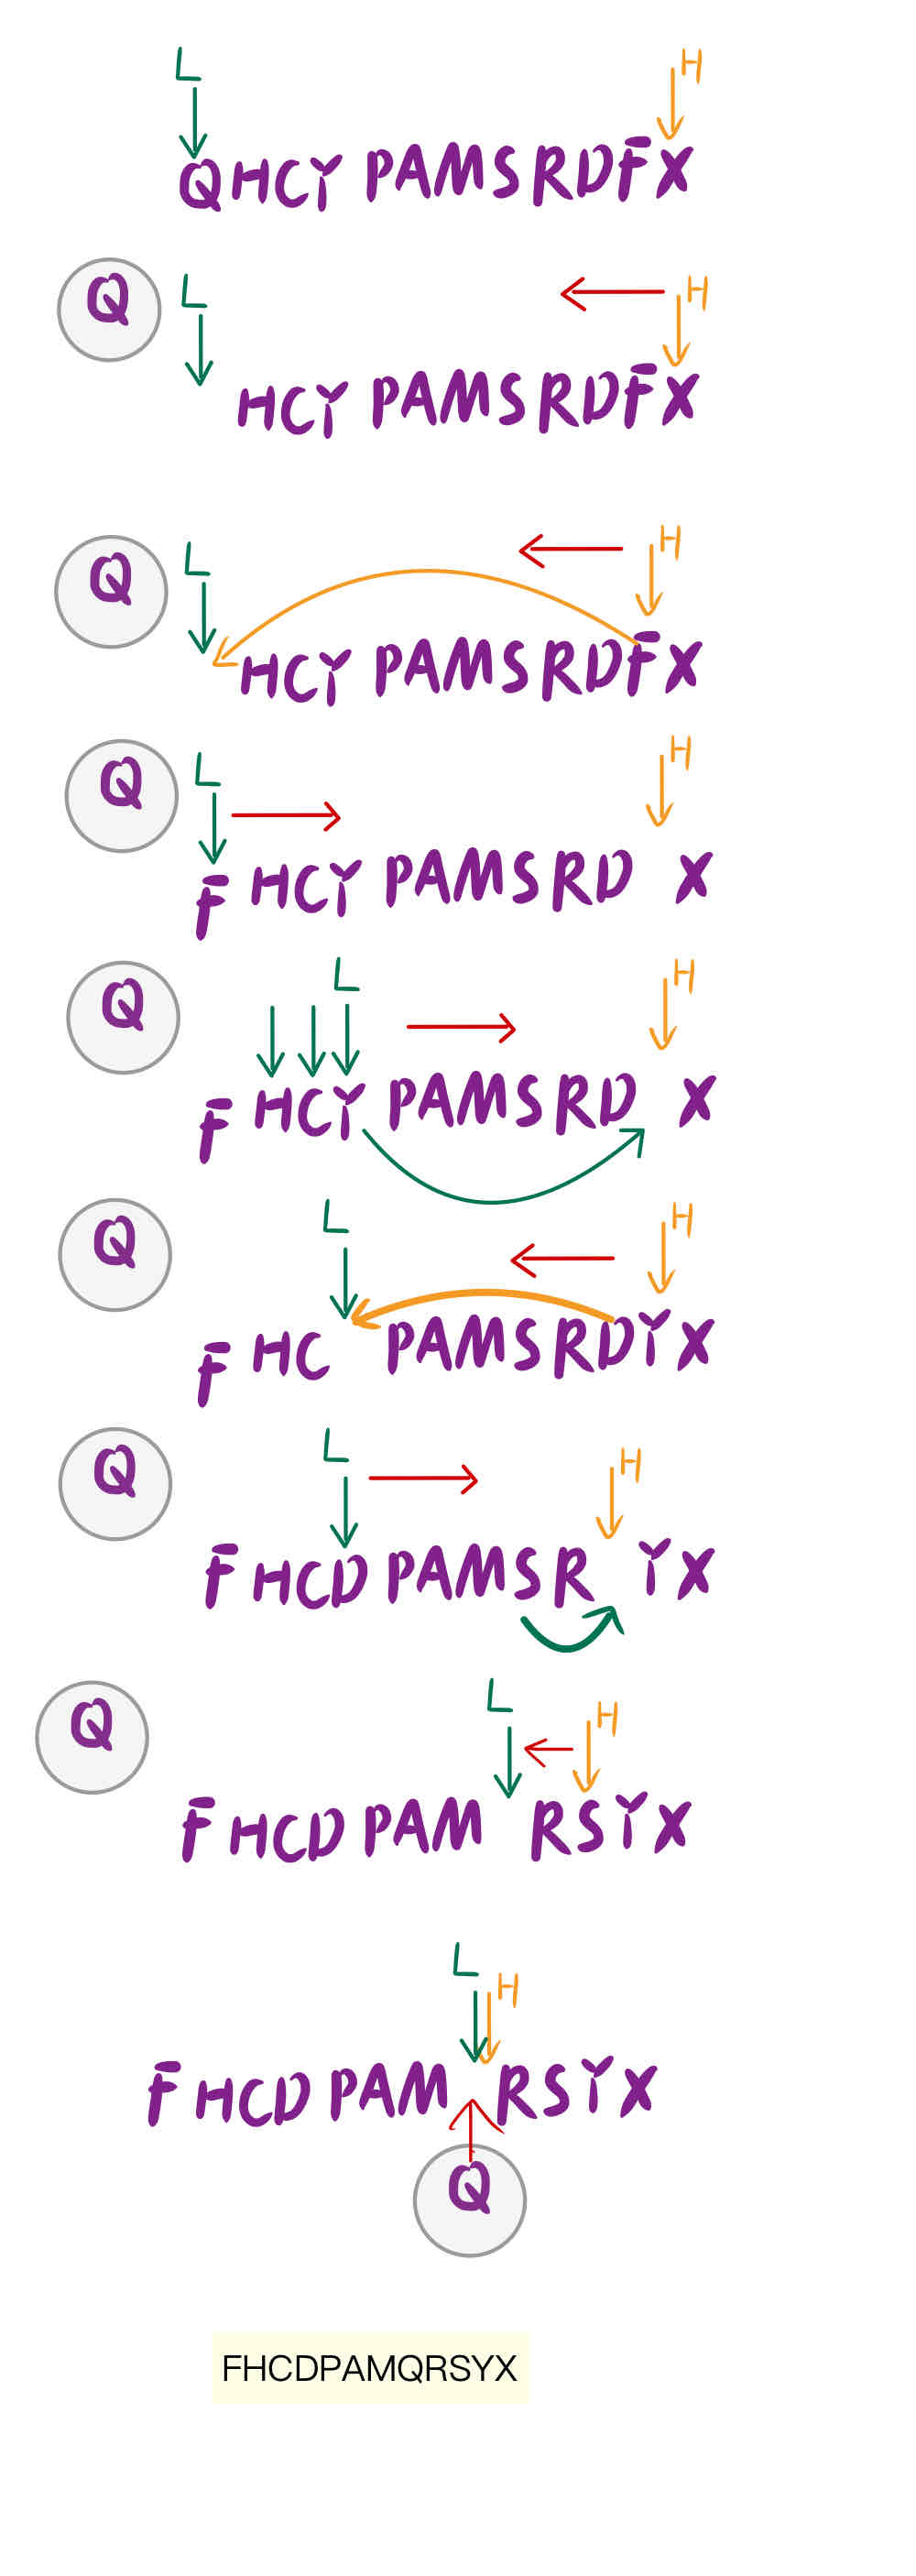 L H
QHCY PAMSRDFX
Q L H
HCY PAMSRDFX
Q L H
HCY PAMSRDFX
Q L H
F HCY PAMSRD X
Q L H
F HCY PAMSRD X
Q L H
F HC PAMSRDYX
Q L H
F HCD PAMSR YX
Q L H
F HCD PAM RSYX
L H
F HCD PAM RSYX
Q
FHCDPAMQRSYX